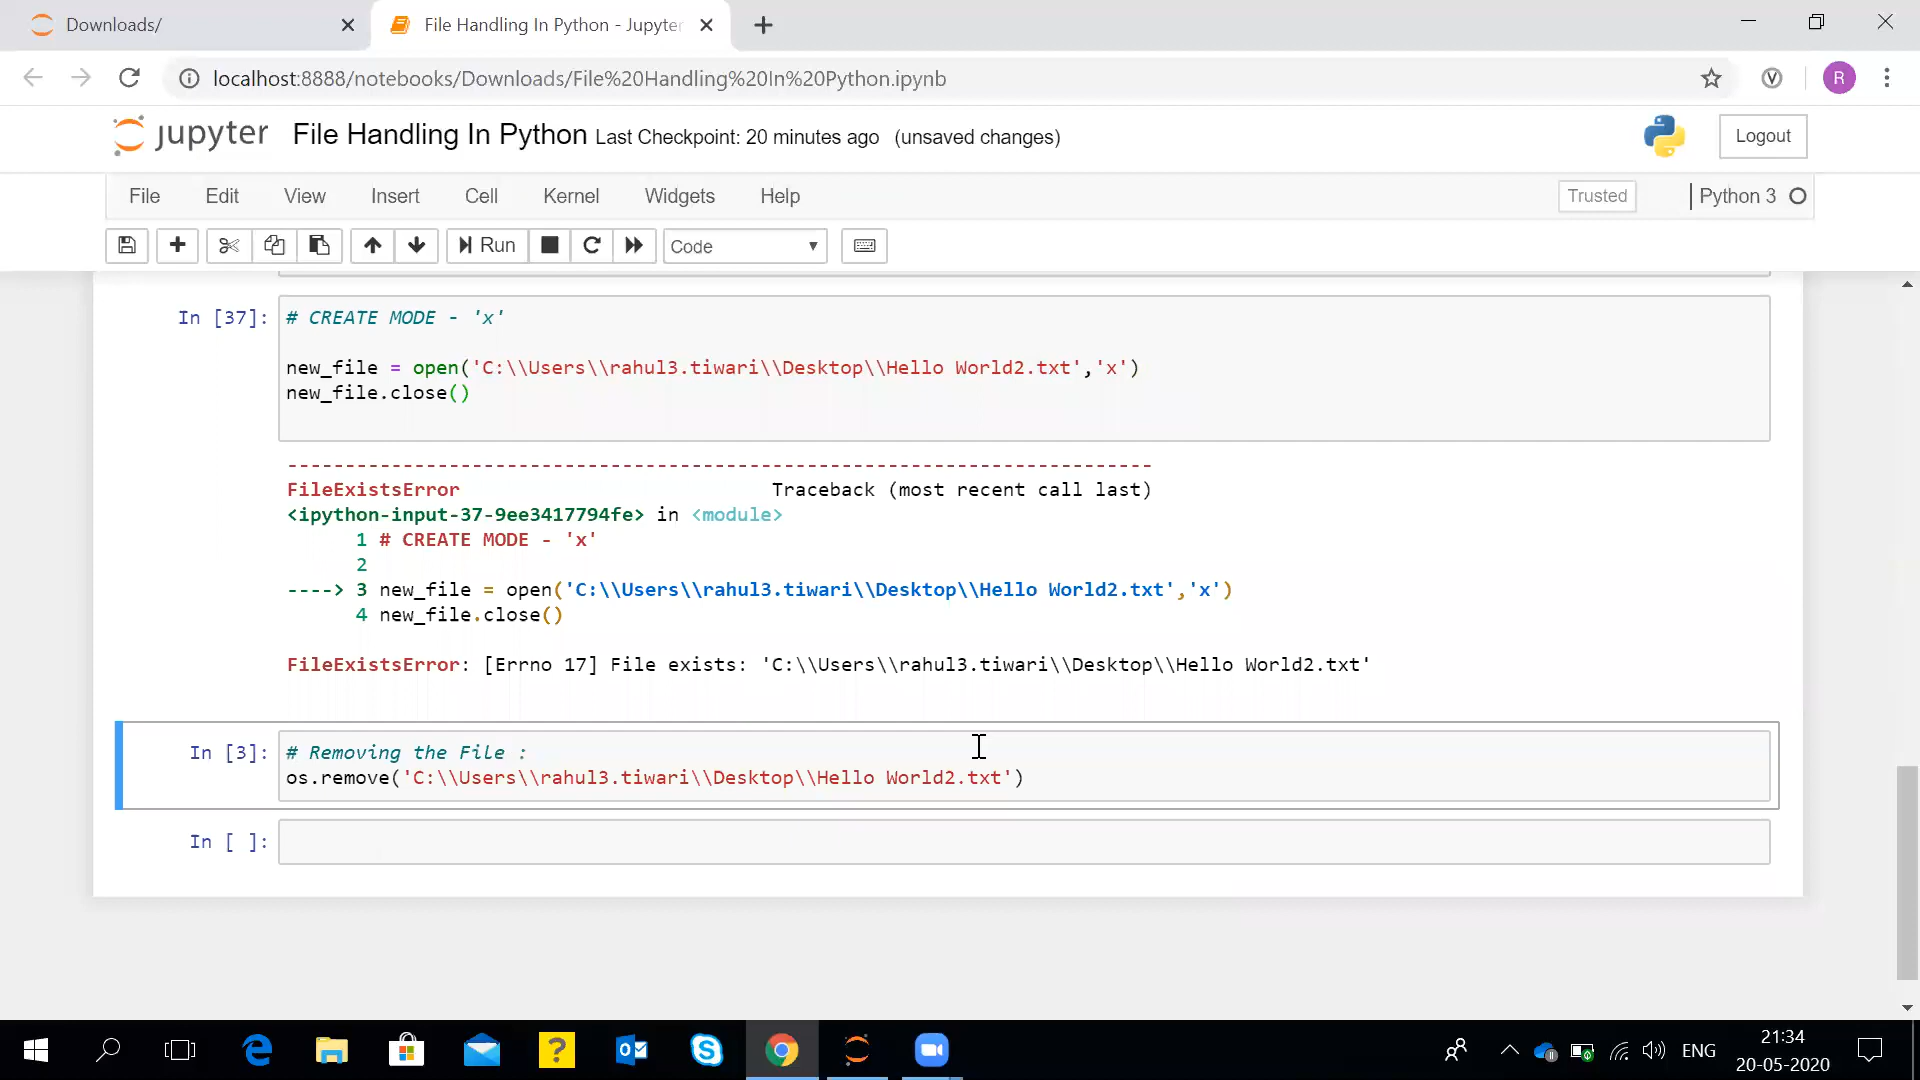 Downloads/
File Handling In Python - Jupyter
localhost:8888/notebooks/Downloads/File%20Handling%20In%20Python.ipynb
R
jupyter File Handling In Python Last Checkpoint: 20 minutes ago (unsaved changes)
Logout
File Edit View Insert Cell Kernel Widgets Help
Trusted
Python 3
Run
Code
In [37]:
# CREATE MODE - 'x'
new_file = open('C:\\Users\\rahul3.tiwari\\Desktop\\Hello World2.txt','x')
new_file.close()
---------------------------------------------------------------------------
FileExistsError Traceback (most recent call last)
<ipython-input-37-9ee3417794fe> in <module>
1 # CREATE MODE - 'x'
2
----> 3 new_file = open('C:\\Users\\rahul3.tiwari\\Desktop\\Hello World2.txt','x')
4 new_file.close()
FileExistsError: [Errno 17] File exists: 'C:\\Users\\rahul3.tiwari\\Desktop\\Hello World2.txt'
In [3]:
# Removing the File :
os.remove('C:\\Users\\rahul3.tiwari\\Desktop\\Hello World2.txt')
In [ ]:
ENG
21:34
20-05-2020